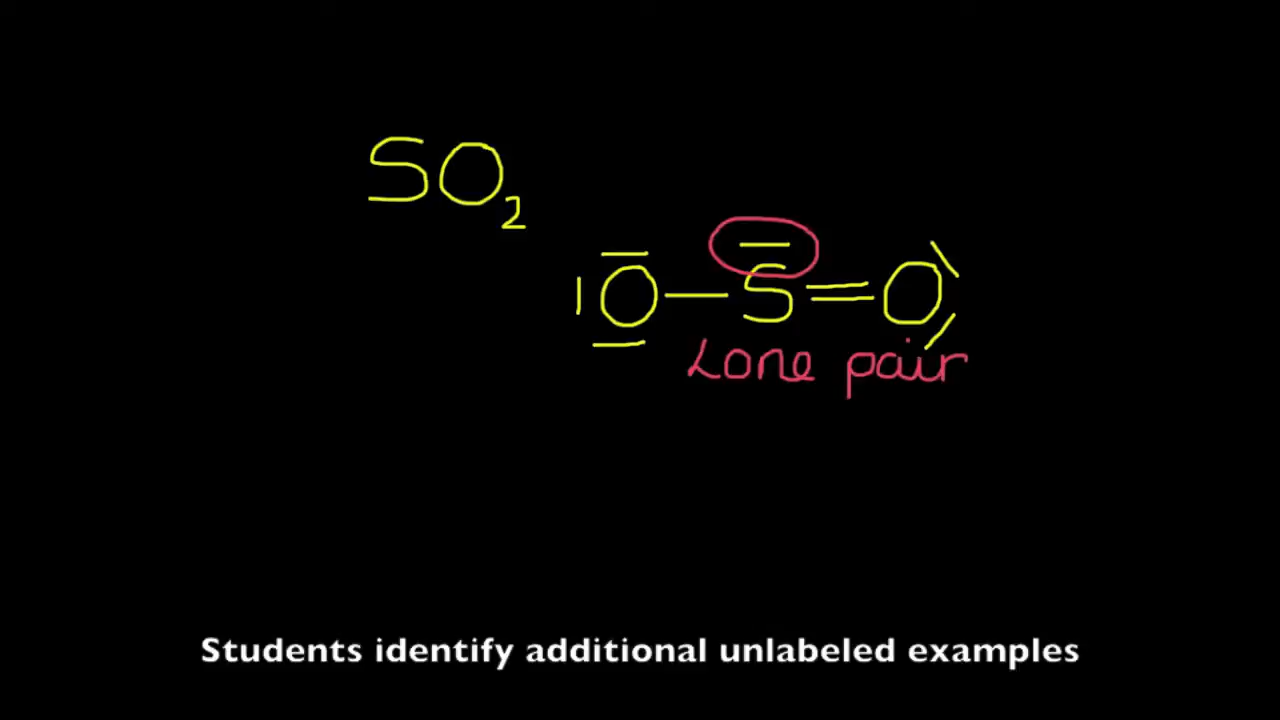 SO₂
|O—S=O
Lone pair
Students identify additional unlabeled examples